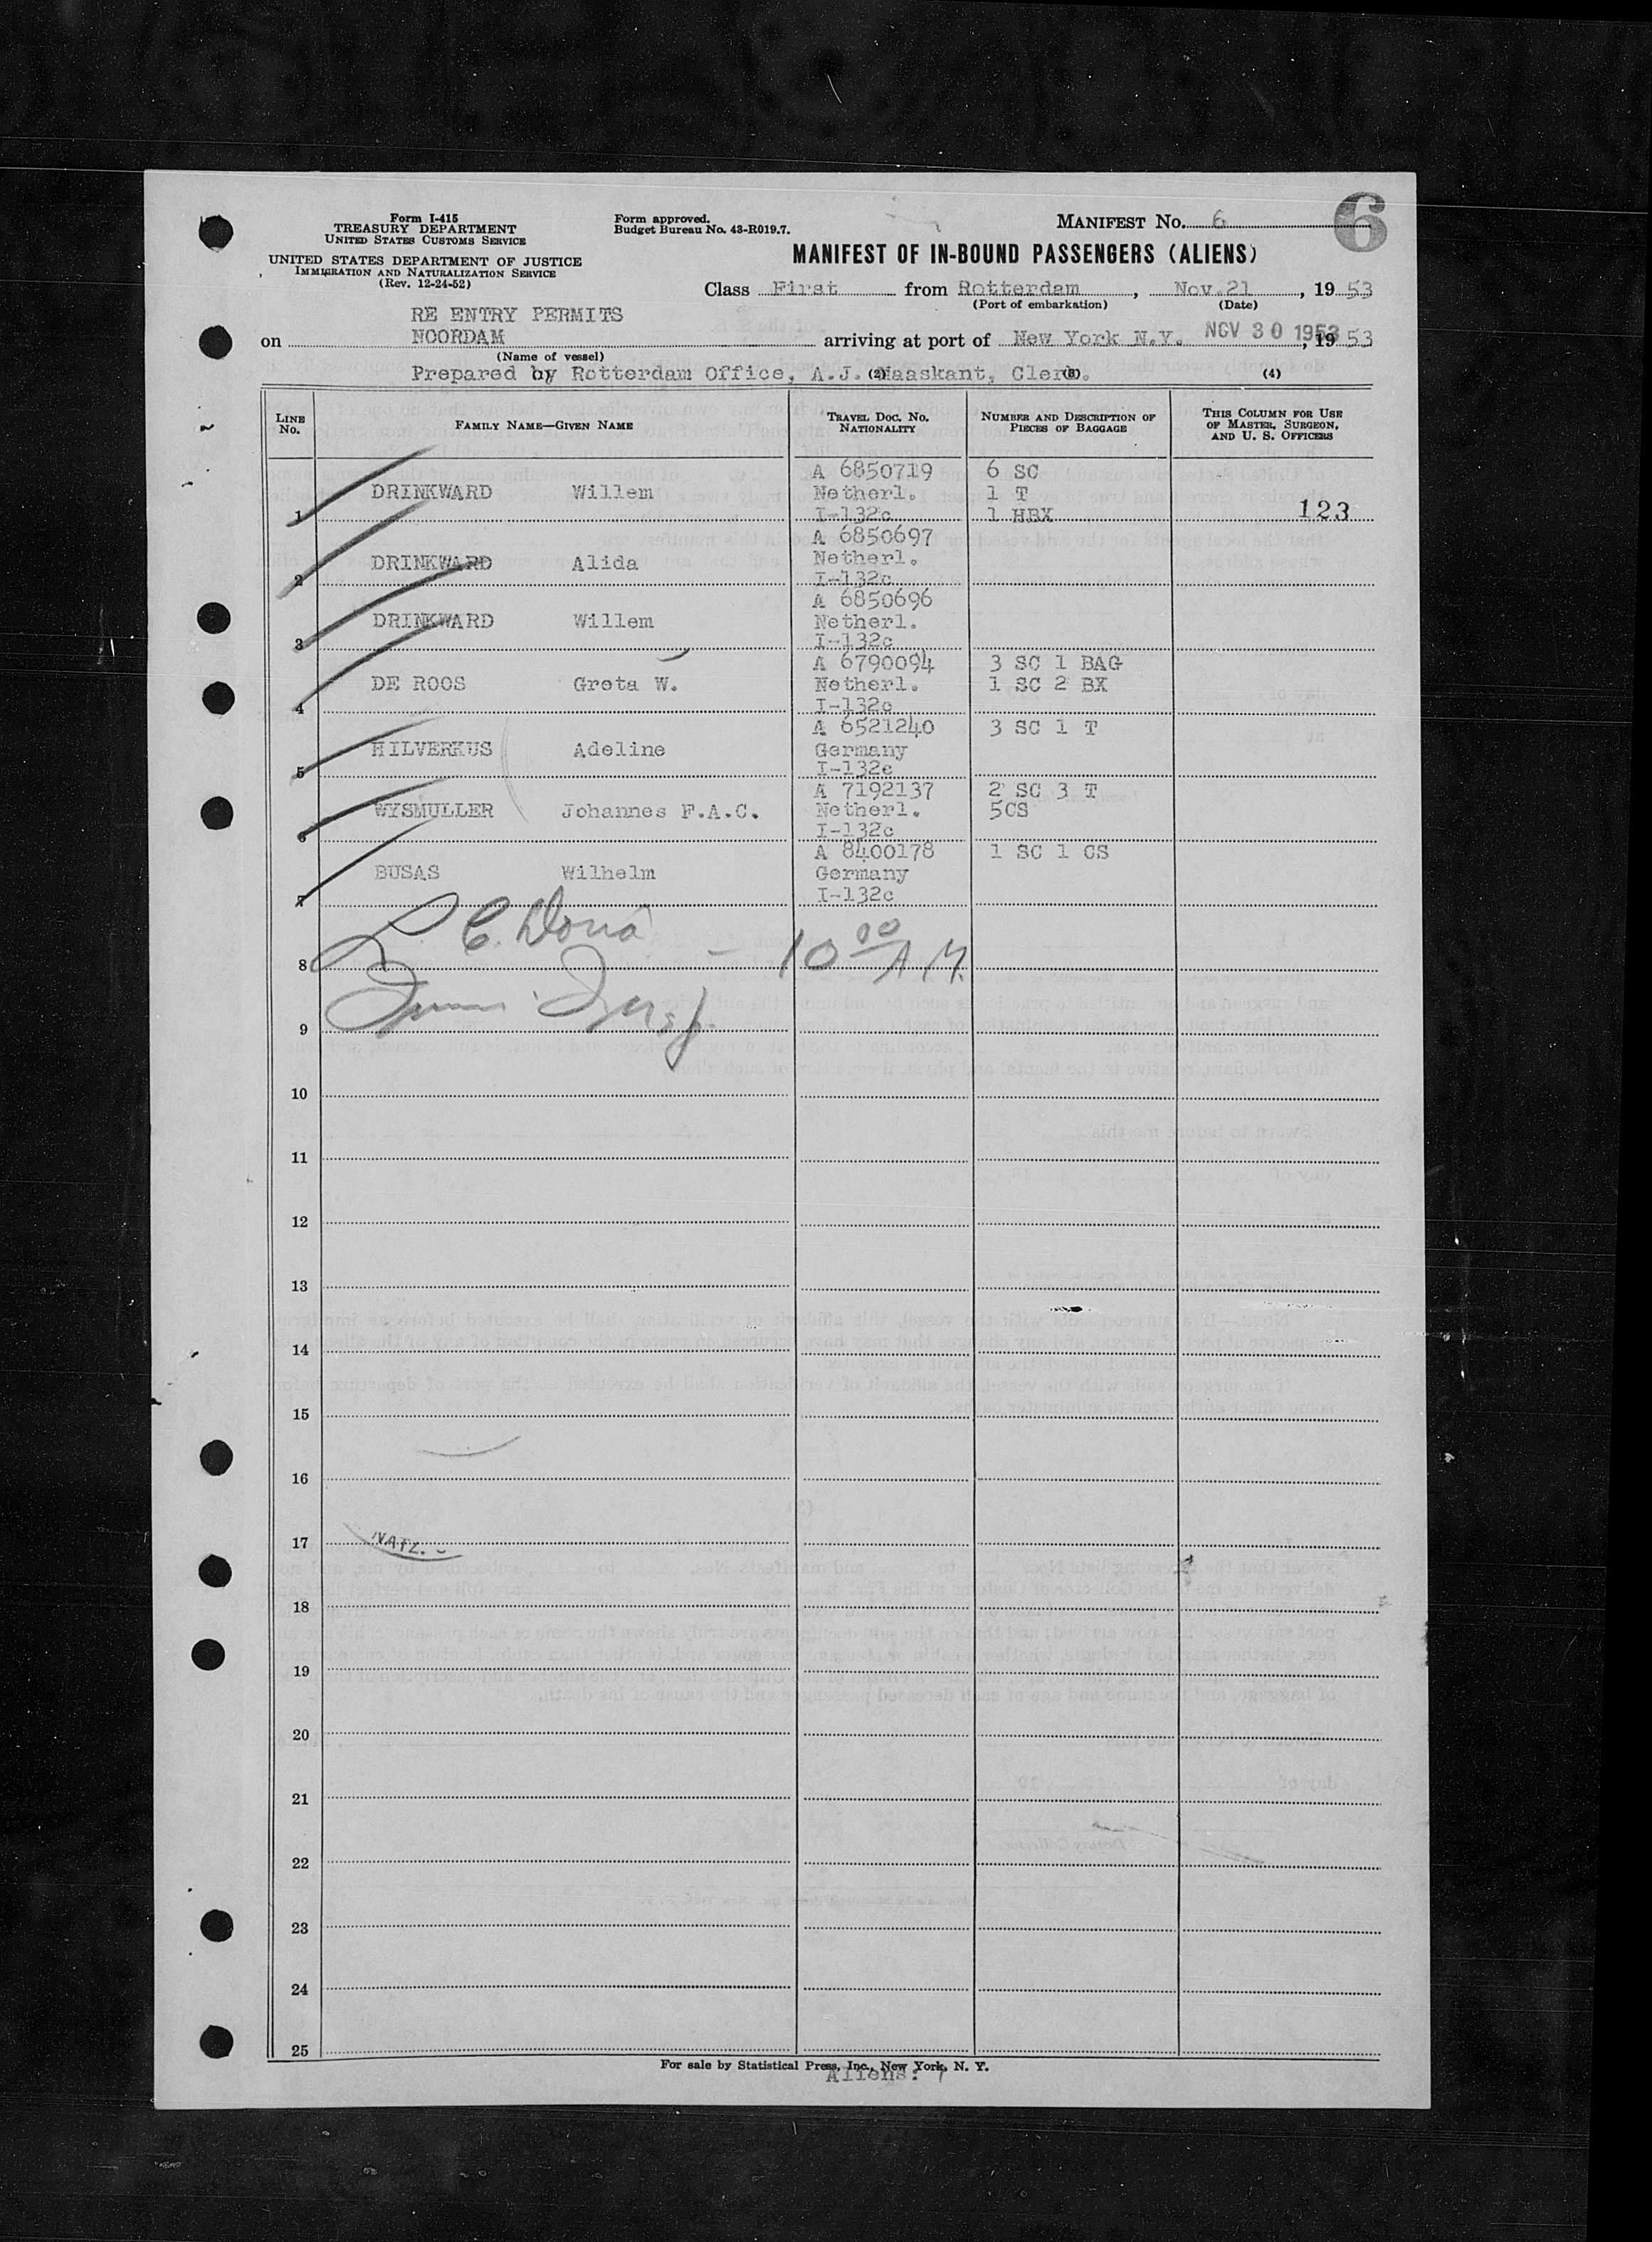 6
Form I-415
TREASURY DEPARTMENT
UNITED STATES CUSTOMS SERVICE
UNITED STATES DEPARTMENT OF JUSTICE
IMMIGRATION AND NATURALIZATION SERVICE
(Rev. 12-24-52)
Form approved.
Budget Bureau No. 43-R019.7.
MANIFEST No. 6
MANIFEST OF IN-BOUND PASSENGERS (ALIENS)
Class First from Rotterdam, Nov.21, 19 53
(Port of embarkation) (Date)
RE ENTRY PERMITS
on NOORDAM arriving at port of New York N.Y. NOV 30 1953, 19 53
(Name of vessel)
Prepared by Rotterdam Office, A.J. Maaskant, Clerk.
(2) (3) (4)
LINE No. FAMILY NAME—GIVEN NAME TRAVEL DOC. NO. NATIONALITY NUMBER AND DESCRIPTION OF PIECES OF BAGGAGE THIS COLUMN FOR USE OF MASTER, SURGEON, AND U. S. OFFICERS
A 6850719 6 SC
DRINKWARD Willem Netherl. 1 T
1 I-132c 1 HBX 123
A 6850697
DRINKWARD Alida Netherl.
2 I-132c
A 6850696
DRINKWARD Willem Netherl.
3 I-132c
A 6790094 3 SC 1 BAG
DE ROOS Greta W. Netherl. 1 SC 2 BX
4 I-132c
A 6521240 3 SC 1 T
HILVERKUS Adeline Germany
5 I-132c
A 7192137 2 SC 3 T
WYSMULLER Johannes F.A.C. Netherl. 5CS
6 I-132c
A 8400178 1 SC 1 CS
BUSAS Wilhelm Germany
7 I-132c
8 — 10 00 A M.
9
10
11
12
13
14
15
16
17 NATZ.
18
19
20
21
22
23
24
25
For sale by Statistical Press, Inc., New York, N. Y.
Aliens: 7